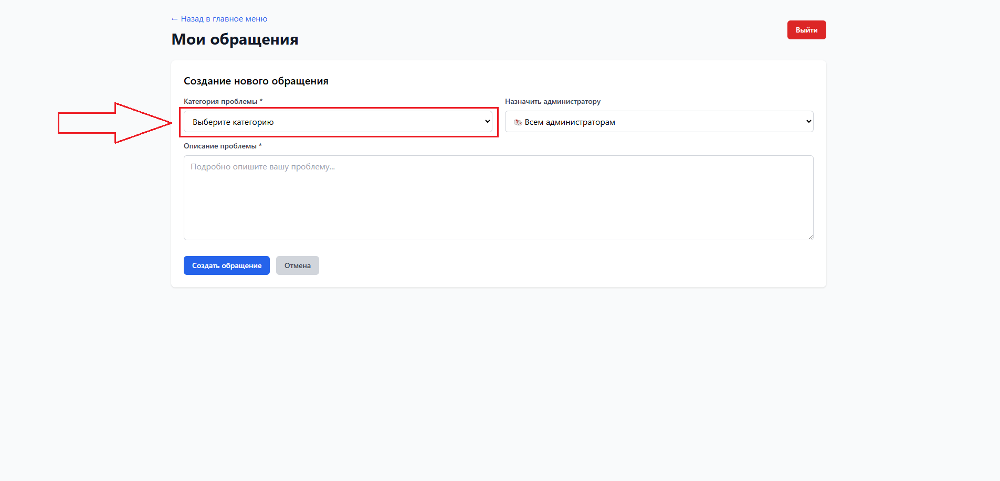 ← Назад в главное меню
Мои обращения
Выйти
Создание нового обращения
Категория проблемы *
Назначить администратору
Выберите категорию
Всем администраторам
Описание проблемы *
Подробно опишите вашу проблему...
Создать обращение
Отмена